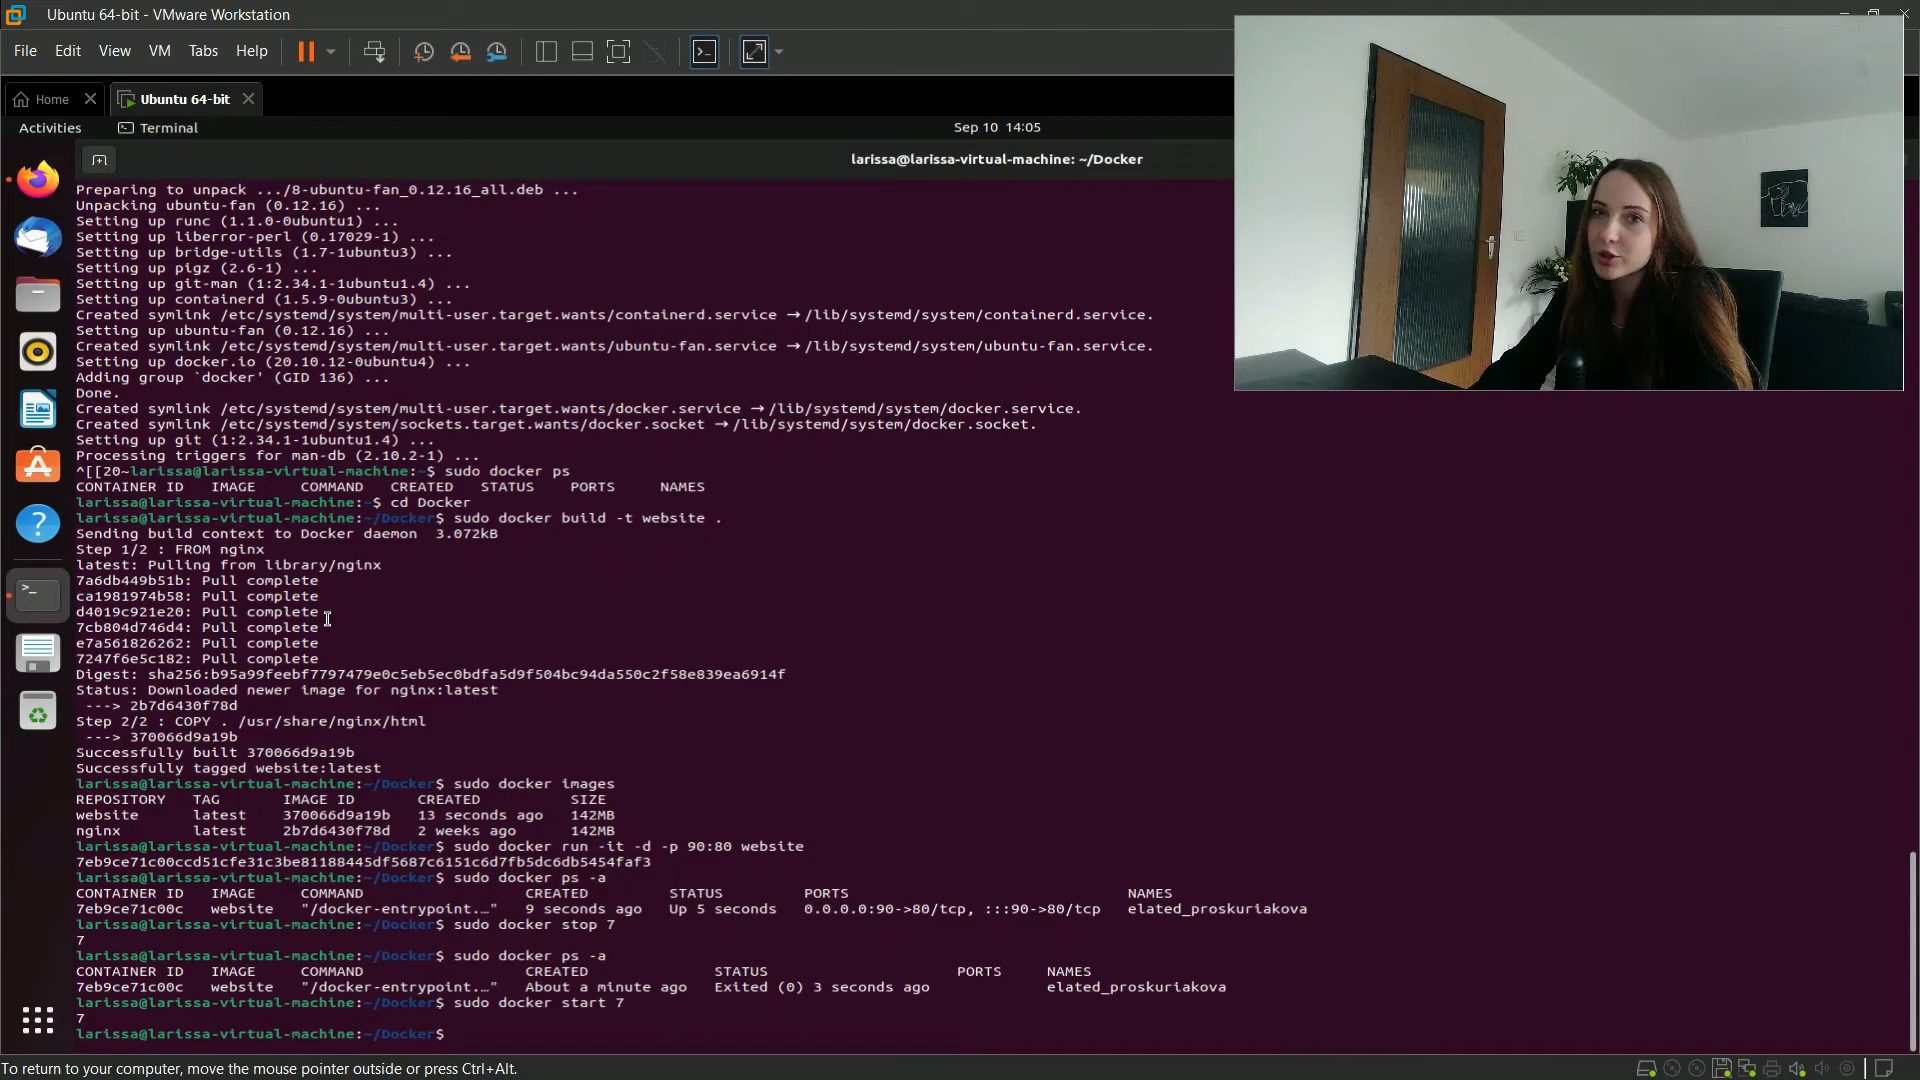 Ubuntu 64-bit - VMware Workstation
File Edit View VM Tabs Help
Home Ubuntu 64-bit
Activities Terminal Sep 10 14:05
larissa@larissa-virtual-machine: ~/Docker
Preparing to unpack .../8-ubuntu-fan_0.12.16_all.deb ...
Unpacking ubuntu-fan (0.12.16) ...
Setting up runc (1.1.0-0ubuntu1) ...
Setting up liberror-perl (0.17029-1) ...
Setting up bridge-utils (1.7-1ubuntu3) ...
Setting up pigz (2.6-1) ...
Setting up git-man (1:2.34.1-1ubuntu1.4) ...
Setting up containerd (1.5.9-0ubuntu3) ...
Created symlink /etc/systemd/system/multi-user.target.wants/containerd.service → /lib/systemd/system/containerd.service.
Setting up ubuntu-fan (0.12.16) ...
Created symlink /etc/systemd/system/multi-user.target.wants/ubuntu-fan.service → /lib/systemd/system/ubuntu-fan.service.
Setting up docker.io (20.10.12-0ubuntu4) ...
Adding group `docker' (GID 136) ...
Done.
Created symlink /etc/systemd/system/multi-user.target.wants/docker.service → /lib/systemd/system/docker.service.
Created symlink /etc/systemd/system/sockets.target.wants/docker.socket → /lib/systemd/system/docker.socket.
Setting up git (1:2.34.1-1ubuntu1.4) ...
Processing triggers for man-db (2.10.2-1) ...
^[[20~larissa@larissa-virtual-machine:~$ sudo docker ps
CONTAINER ID IMAGE COMMAND CREATED STATUS PORTS NAMES
larissa@larissa-virtual-machine:~$ cd Docker
larissa@larissa-virtual-machine:~/Docker$ sudo docker build -t website .
Sending build context to Docker daemon 3.072kB
Step 1/2 : FROM nginx
latest: Pulling from library/nginx
7a6db449b51b: Pull complete
ca1981974b58: Pull complete
d4019c921e20: Pull complete
7cb804d746d4: Pull complete
e7a561826262: Pull complete
7247f6e5c182: Pull complete
Digest: sha256:b95a99feebf7797479e0c5eb5ec0bdfa5d9f504bc94da550c2f58e839ea6914f
Status: Downloaded newer image for nginx:latest
---> 2b7d6430f78d
Step 2/2 : COPY . /usr/share/nginx/html
---> 370066d9a19b
Successfully built 370066d9a19b
Successfully tagged website:latest
larissa@larissa-virtual-machine:~/Docker$ sudo docker images
REPOSITORY TAG IMAGE ID CREATED SIZE
website latest 370066d9a19b 13 seconds ago 142MB
nginx latest 2b7d6430f78d 2 weeks ago 142MB
larissa@larissa-virtual-machine:~/Docker$ sudo docker run -it -d -p 90:80 website
7eb9ce71c00ccd51cfe31c3be81188445df5687c6151c6d7fb5dc6db5454faf3
larissa@larissa-virtual-machine:~/Docker$ sudo docker ps -a
CONTAINER ID IMAGE COMMAND CREATED STATUS PORTS NAMES
7eb9ce71c00c website "/docker-entrypoint.…" 9 seconds ago Up 5 seconds 0.0.0.0:90->80/tcp, :::90->80/tcp elated_proskuriakova
larissa@larissa-virtual-machine:~/Docker$ sudo docker stop 7
7
larissa@larissa-virtual-machine:~/Docker$ sudo docker ps -a
CONTAINER ID IMAGE COMMAND CREATED STATUS PORTS NAMES
7eb9ce71c00c website "/docker-entrypoint.…" About a minute ago Exited (0) 3 seconds ago elated_proskuriakova
larissa@larissa-virtual-machine:~/Docker$ sudo docker start 7
7
larissa@larissa-virtual-machine:~/Docker$
To return to your computer, move the mouse pointer outside or press Ctrl+Alt.